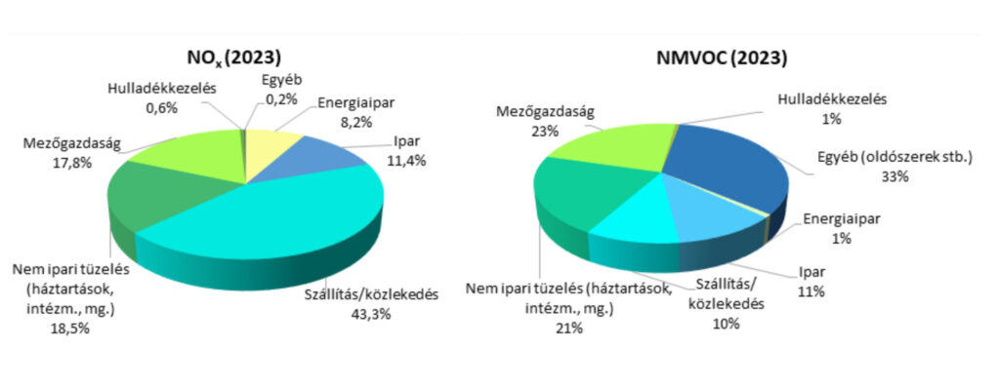 NOx (2023)
Hulladékkezelés
0,6%
Egyéb
0,2%
Energiaipar
8,2%
Mezőgazdaság
17,8%
Ipar
11,4%
Nem ipari tüzelés
(háztartások,
intézm., mg.)
18,5%
Szállítás/közlekedés
43,3%
NMVOC (2023)
Mezőgazdaság
23%
Hulladékkezelés
1%
Egyéb (oldószerek stb.)
33%
Energiaipar
1%
Ipar
11%
Szállítás/
közlekedés
10%
Nem ipari tüzelés (háztartások,
intézm., mg.)
21%